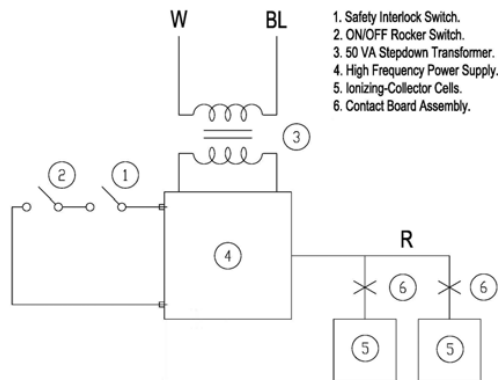 W BL
1. Safety Interlock Switch.
2. ON/OFF Rocker Switch.
3. 50 VA Stepdown Transformer.
4. High Frequency Power Supply.
5. Ionizing-Collector Cells.
6. Contact Board Assembly.
3
2 1
4
R
6 6
5 5